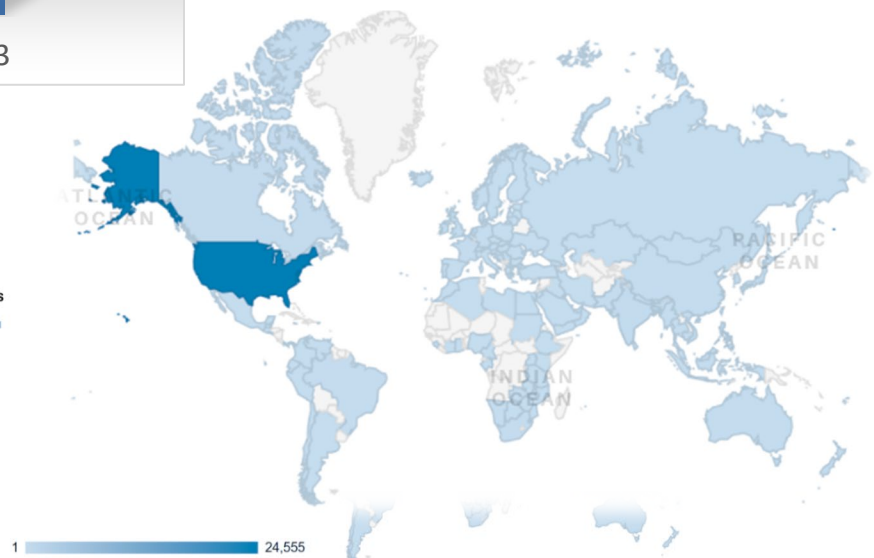 3
ATLANTIC
OCEAN
PACIFIC
OCEAN
s
INDIAN
OCEAN
1
24,555